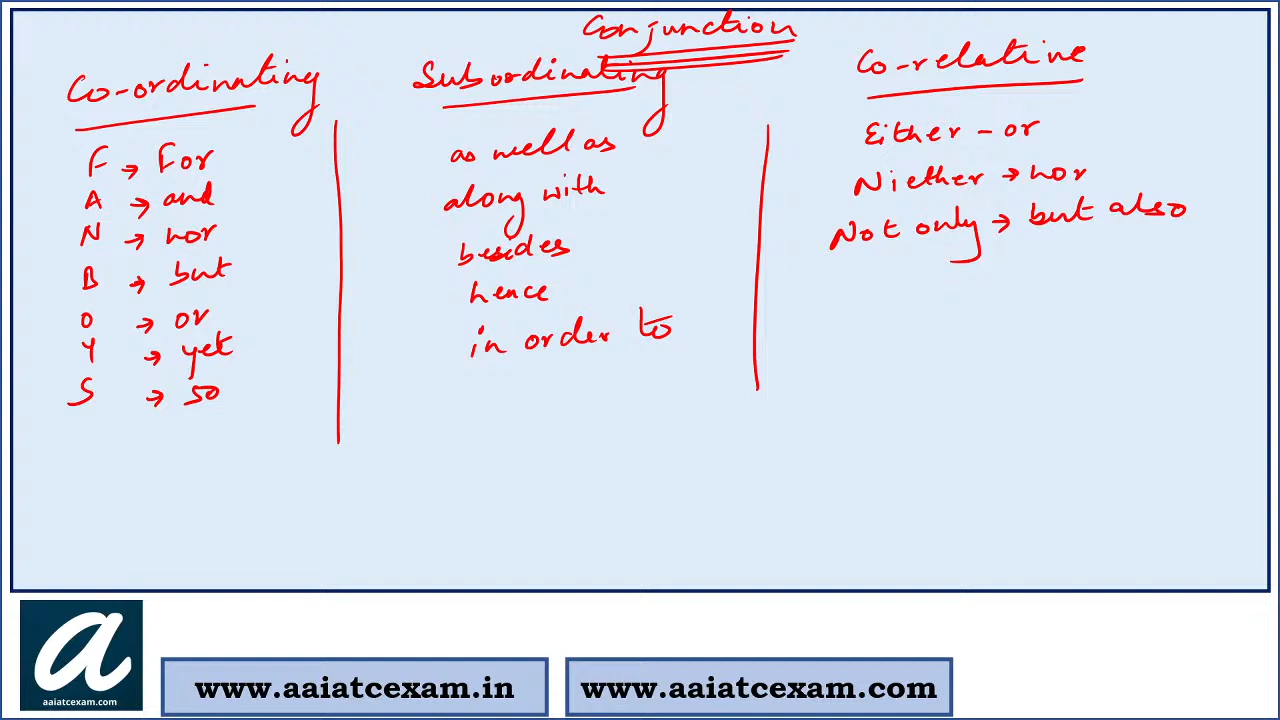 Conjunction
Co-ordinating
F → For
A → and
N → nor
B → but
O → or
Y → yet
S → so
Subordinating
as well as
along with
besides
hence
in order to
Co-relative
Either - or
Niether → nor
Not only → but also
a
aaiatcexam.com
www.aaiatcexam.in
www.aaiatcexam.com